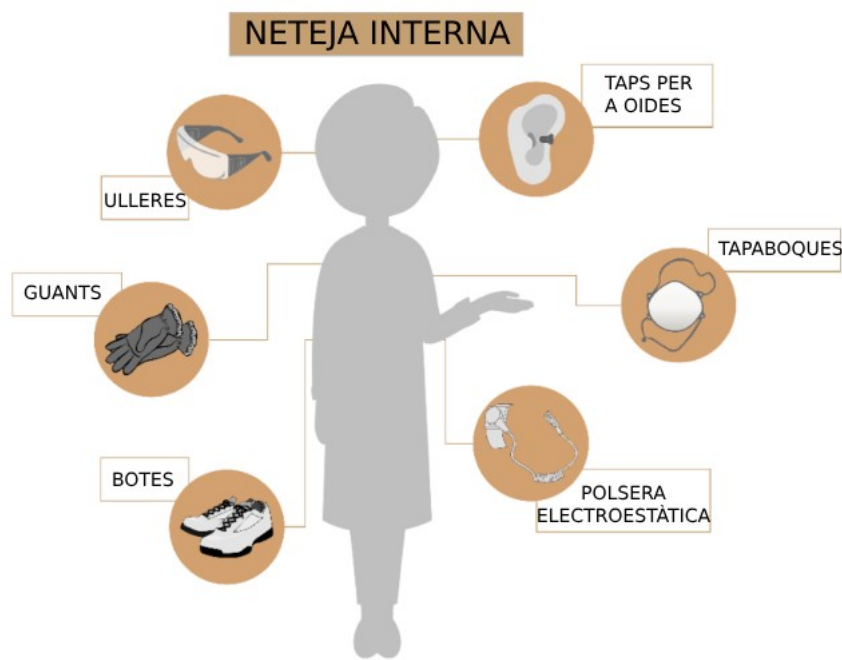 NETEJA INTERNA
TAPS PER
A OIDES
ULLERES
TAPABOQUES
GUANTS
BOTES
POLSERA
ELECTROESTÀTICA